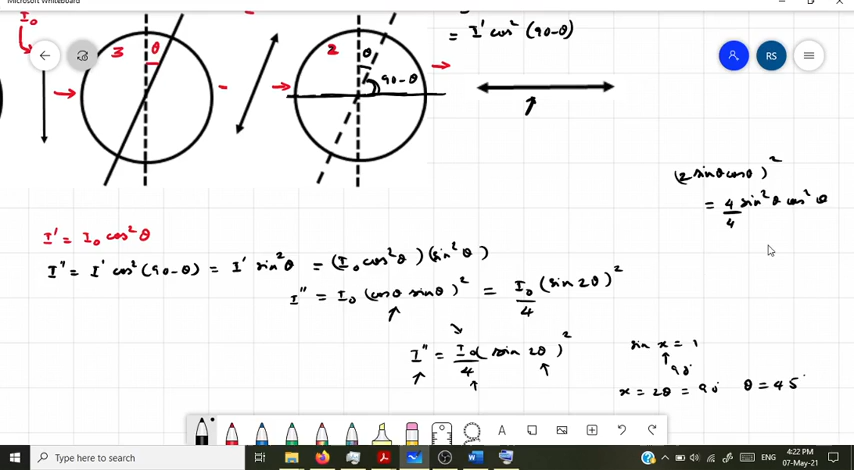 Microsoft Whiteboard
I₀
3 θ
2 θ
90-θ
= I' cos² (90-θ)
RS
(2 sinθ cosθ)²
= 4/4 sin²θ cos²θ
I' = I₀ cos²θ
I" = I' cos²(90-θ) = I' sin²θ = (I₀ cos²θ)(sin²θ)
I" = I₀ (cosθ sinθ)² = I₀/4 (sin 2θ)²
I" = I₀/4 (sin 2θ)²
sin x = 1
90°
x = 2θ = 90° θ = 45°
A
Type here to search
ENG
4:22 PM
07-May-21